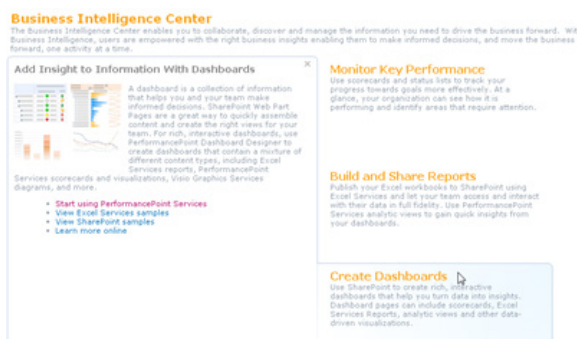 Business Intelligence Center
The Business Intelligence Center enables you to collaborate, discover and manage the information you need to drive the business forward. Wit
Business Intelligence, users are empowered with the right business insights enabling them to make informed decisions, and move the business
forward, one activity at a time.
Add Insight to Information With Dashboards
A dashboard is a collection of information
that helps you and your team make
informed decisions. SharePoint Web Part
Pages are a great way to quickly assemble
content and create the right views for your
team. For rich, interactive dashboards, use
PerformancePoint Dashboard Designer to
create dashboards that contain a mixture of
different content types, including Excel
Services reports, PerformancePoint
Services scorecards and visualizations, Visio Graphics Services
diagrams, and more.
Start using PerformancePoint Services
View Excel Services samples
View SharePoint samples
Learn more online
Monitor Key Performance
Use scorecards and status lists to track your
progress towards goals more effectively. At a
glance, your organization can see how it is
performing and identify areas that require attention.
Build and Share Reports
Publish your Excel workbooks to SharePoint using
Excel Services and let your team access and interact
with their data in full fidelity. Use PerformancePoint
Services analytic views to gain quick insights from
your dashboards.
Create Dashboards
Use SharePoint to create rich, interactive
dashboards that help you turn data into insights.
Dashboard pages can include scorecards, Excel
Services Reports, analytic views and other data-
driven visualizations.